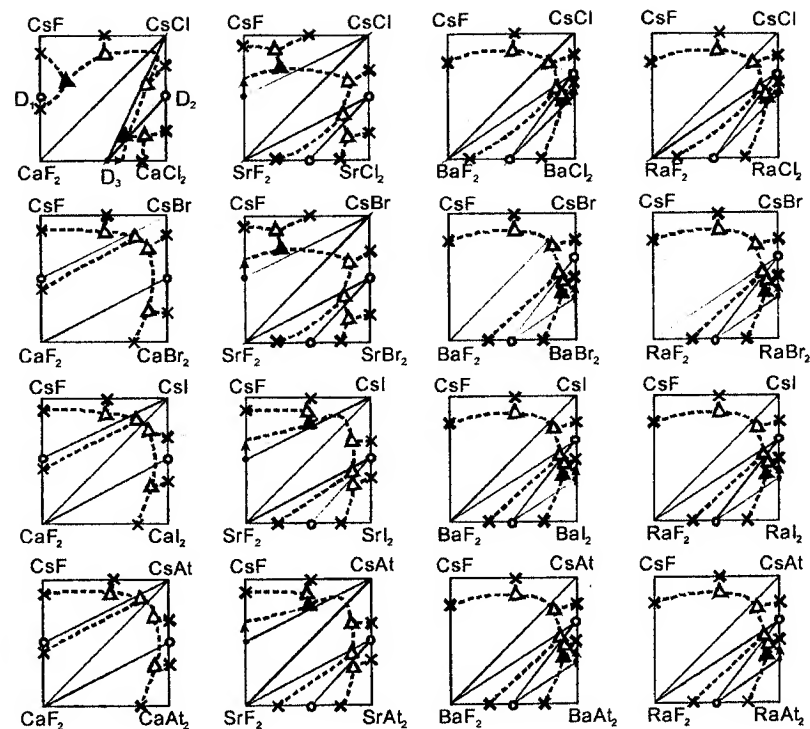 CsF CsCl CsF CsCl CsF CsCl CsF CsCl
D D₂
CaF₂ D₃ CaCl₂ SrF₂ SrCl₂ BaF₂ BaCl₂ RaF₂ RaCl₂
CsF CsBr CsF CsBr CsF CsBr CsF CsBr
CaF₂ CaBr₂ SrF₂ SrBr₂ BaF₂ BaBr₂ RaF₂ RaBr₂
CsF CsI CsF CsI CsF CsI CsF CsI
CaF₂ CaI₂ SrF₂ SrI₂ BaF₂ BaI₂ RaF₂ RaI₂
CsF CsAt CsF CsAt CsF CsAt CsF CsAt
CaF₂ CaAt₂ SrF₂ SrAt₂ BaF₂ BaAt₂ RaF₂ RaAt₂